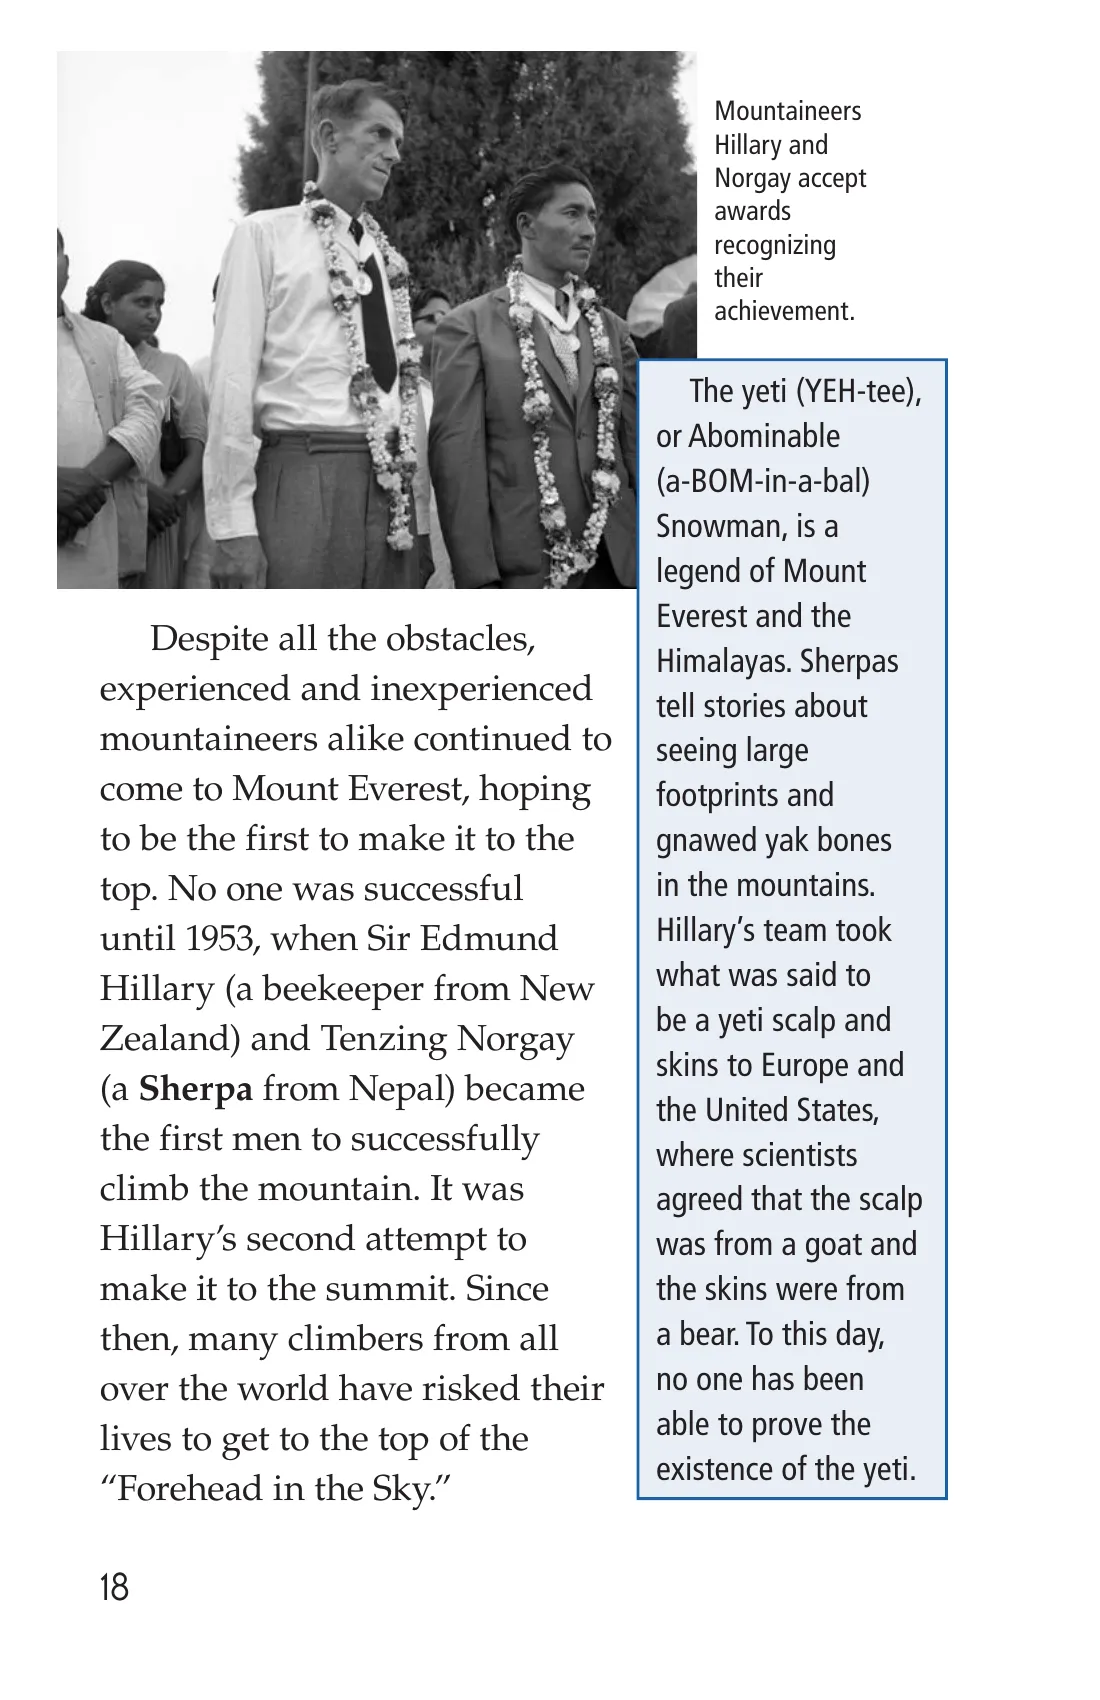 Mountaineers
Hillary and
Norgay accept
awards
recognizing
their
achievement.
Despite all the obstacles,
experienced and inexperienced
mountaineers alike continued to
come to Mount Everest, hoping
to be the first to make it to the
top. No one was successful
until 1953, when Sir Edmund
Hillary (a beekeeper from New
Zealand) and Tenzing Norgay
(a Sherpa from Nepal) became
the first men to successfully
climb the mountain. It was
Hillary’s second attempt to
make it to the summit. Since
then, many climbers from all
over the world have risked their
lives to get to the top of the
“Forehead in the Sky.”
The yeti (YEH-tee),
or Abominable
(a-BOM-in-a-bal)
Snowman, is a
legend of Mount
Everest and the
Himalayas. Sherpas
tell stories about
seeing large
footprints and
gnawed yak bones
in the mountains.
Hillary’s team took
what was said to
be a yeti scalp and
skins to Europe and
the United States,
where scientists
agreed that the scalp
was from a goat and
the skins were from
a bear. To this day,
no one has been
able to prove the
existence of the yeti.
18